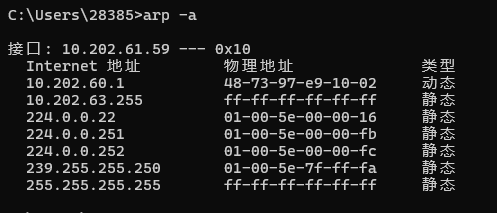 C:\Users\28385>arp -a
接口: 10.202.61.59 --- 0x10
Internet 地址 物理地址 类型
10.202.60.1 48-73-97-e9-10-02 动态
10.202.63.255 ff-ff-ff-ff-ff-ff 静态
224.0.0.22 01-00-5e-00-00-16 静态
224.0.0.251 01-00-5e-00-00-fb 静态
224.0.0.252 01-00-5e-00-00-fc 静态
239.255.255.250 01-00-5e-7f-ff-fa 静态
255.255.255.255 ff-ff-ff-ff-ff-ff 静态